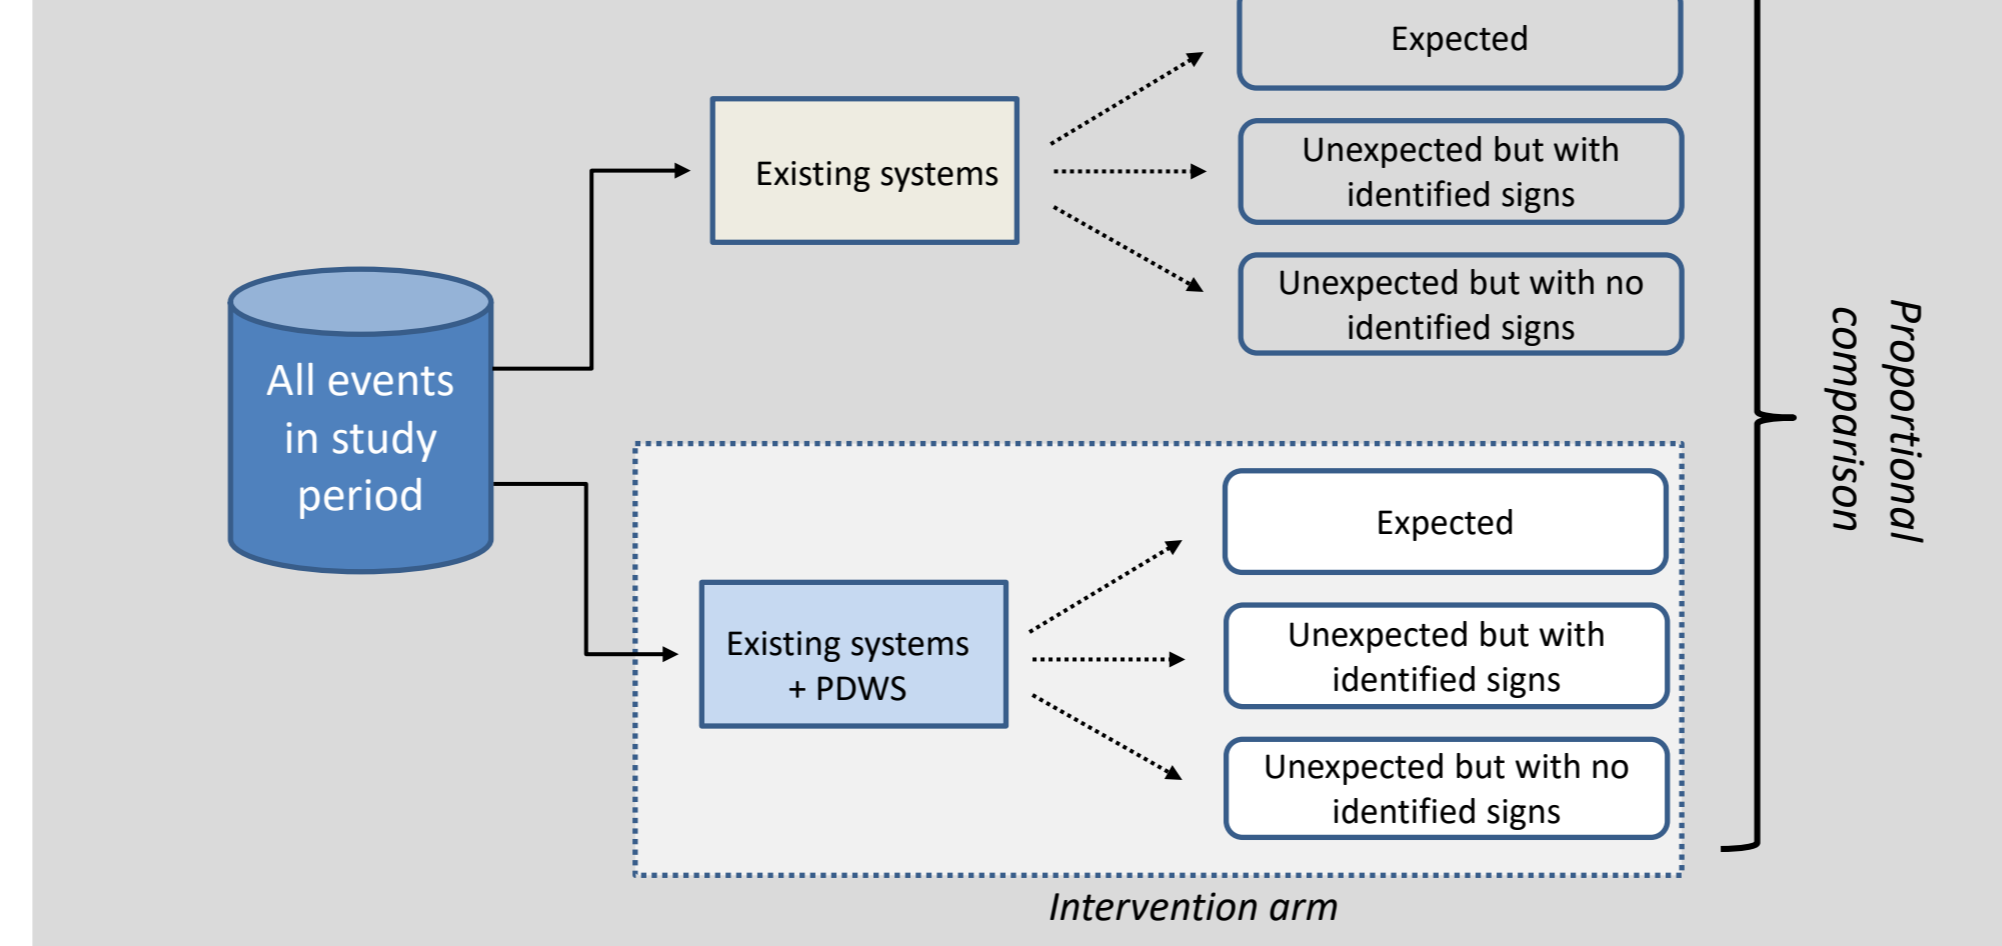 Expected
Existing systems
Unexpected but with
identified signs
Unexpected but with no
identified signs
All events
in study
period
Proportional
comparison
Existing systems
+ PDWS
Expected
Unexpected but with
identified signs
Unexpected but with no
identified signs
Intervention arm